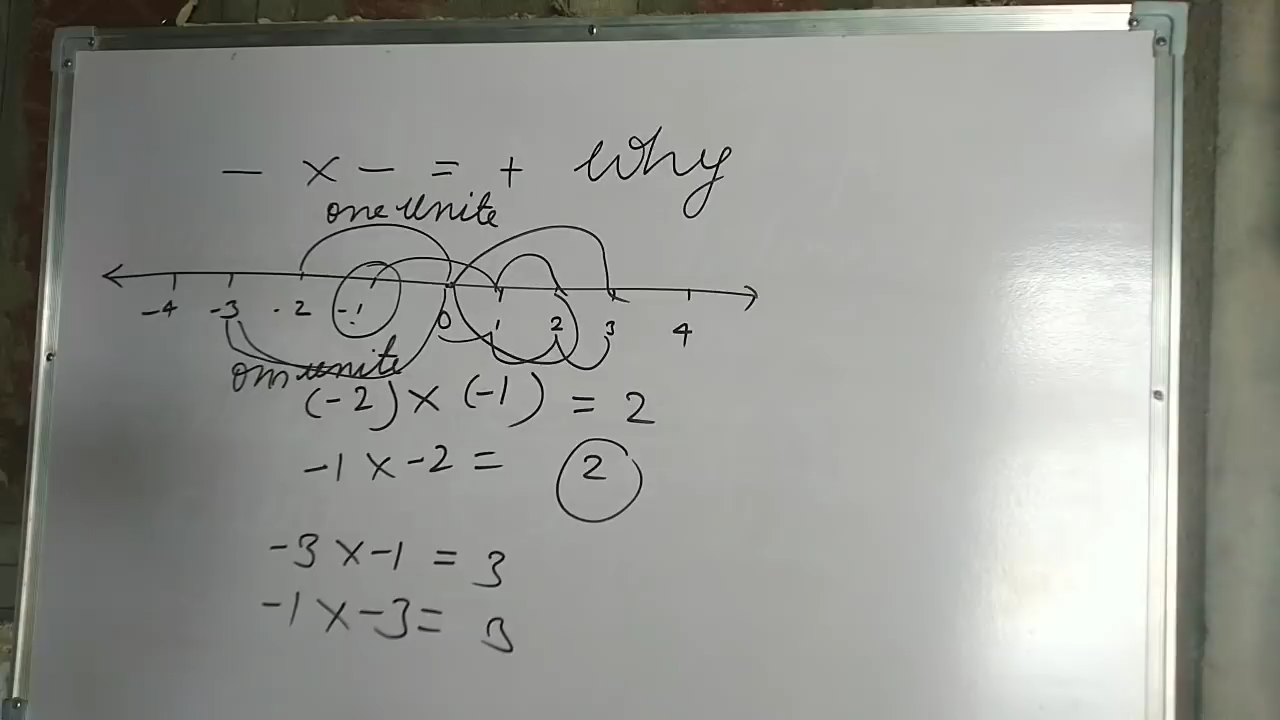 − × − = + Why
one unite
-4 -3 -2 -1 0 1 2 3 4
one unite
(-2) × (-1) = 2
-1 × -2 = 2
-3 × -1 = 3
-1 × -3 = 3